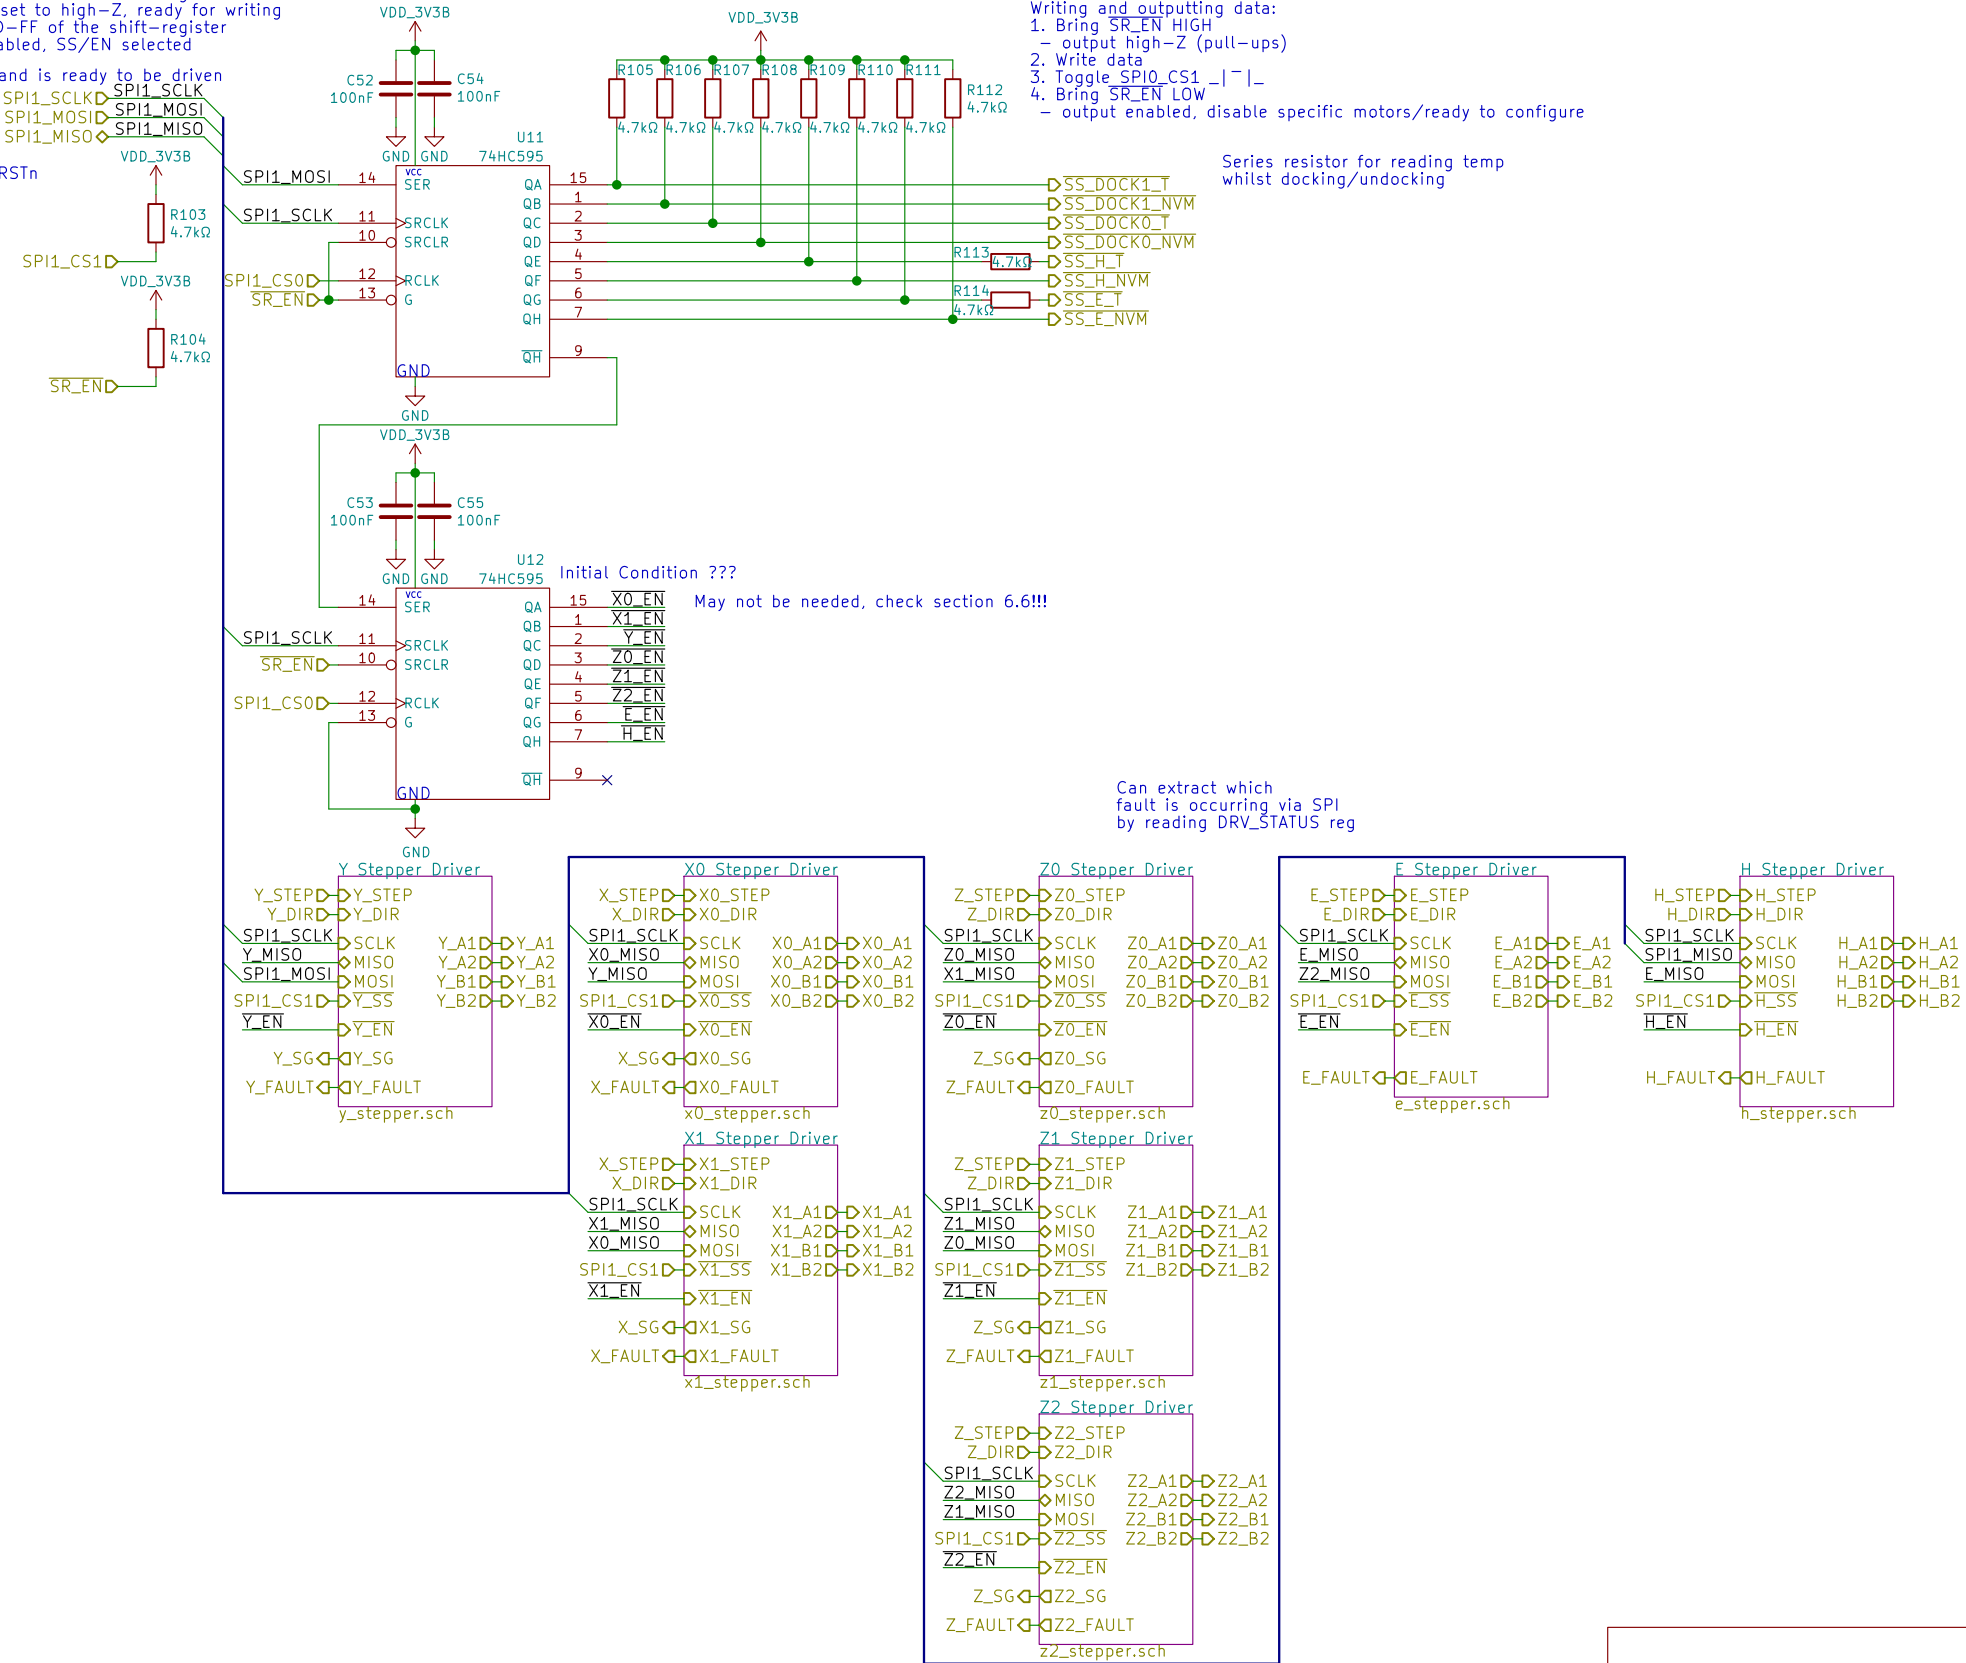 set to high-Z, ready for writing
D-FF of the shift-register
abled, SS/EN selected
and is ready to be driven
SPI1_SCLK SPI1_SCLK
SPI1_MOSI SPI1_MOSI
SPI1_MISO SPI1_MISO
RSTn
VDD_3V3B
R103
4.7kΩ
SPI1_CS1
VDD_3V3B
R104
4.7kΩ
SR_EN
VDD_3V3B
C52
100nF
C54
100nF
GND GND
U11
74HC595
VCC
SPI1_MOSI 14 SER QA 15
QB 1
SPI1_SCLK 11 SRCLK QC 2
10 SRCLR QD 3
QE 4
SPI1_CS0 12 RCLK QF 5
SR_EN 13 G QG 6
QH 7
QH 9
GND
GND
VDD_3V3B
R105 R106 R107 R108 R109 R110 R111
R112
4.7kΩ
4.7kΩ 4.7kΩ 4.7kΩ 4.7kΩ 4.7kΩ 4.7kΩ 4.7kΩ
SS_DOCK1_T
SS_DOCK1_NVM
SS_DOCK0_T
SS_DOCK0_NVM
R113 4.7kΩ SS_H_T
SS_H_NVM
R114 4.7kΩ SS_E_T
SS_E_NVM
Writing and outputting data:
1. Bring SR_EN HIGH
- output high-Z (pull-ups)
2. Write data
3. Toggle SPI0_CS1 _|‾|_
4. Bring SR_EN LOW
- output enabled, disable specific motors/ready to configure
Series resistor for reading temp
whilst docking/undocking
VDD_3V3B
C53
100nF
C55
100nF
GND GND
U12
74HC595
Initial Condition ???
May not be needed, check section 6.6!!!
VCC
14 SER QA 15 X0_EN
QB 1 X1_EN
SPI1_SCLK 11 SRCLK QC 2 Y_EN
SR_EN 10 SRCLR QD 3 Z0_EN
QE 4 Z1_EN
SPI1_CS0 12 RCLK QF 5 Z2_EN
13 G QG 6 E_EN
QH 7 H_EN
QH 9
GND
GND
Can extract which
fault is occurring via SPI
by reading DRV_STATUS reg
Y Stepper Driver
Y_STEP Y_STEP
Y_DIR Y_DIR
SPI1_SCLK SCLK Y_A1 Y_A1
Y_MISO MISO Y_A2 Y_A2
SPI1_MOSI MOSI Y_B1 Y_B1
SPI1_CS1 Y_SS Y_B2 Y_B2
Y_EN Y_EN
Y_SG Y_SG
Y_FAULT Y_FAULT
y_stepper.sch
X0 Stepper Driver
X_STEP X0_STEP
X_DIR X0_DIR
SPI1_SCLK SCLK X0_A1 X0_A1
X0_MISO MISO X0_A2 X0_A2
Y_MISO MOSI X0_B1 X0_B1
SPI1_CS1 X0_SS X0_B2 X0_B2
X0_EN X0_EN
X_SG X0_SG
X_FAULT X0_FAULT
x0_stepper.sch
Z0 Stepper Driver
Z_STEP Z0_STEP
Z_DIR Z0_DIR
SPI1_SCLK SCLK Z0_A1 Z0_A1
Z0_MISO MISO Z0_A2 Z0_A2
X1_MISO MOSI Z0_B1 Z0_B1
SPI1_CS1 Z0_SS Z0_B2 Z0_B2
Z0_EN Z0_EN
Z_SG Z0_SG
Z_FAULT Z0_FAULT
z0_stepper.sch
E Stepper Driver
E_STEP E_STEP
E_DIR E_DIR
SPI1_SCLK SCLK E_A1 E_A1
E_MISO MISO E_A2 E_A2
Z2_MISO MOSI E_B1 E_B1
SPI1_CS1 E_SS E_B2 E_B2
E_EN E_EN
E_FAULT E_FAULT
e_stepper.sch
H Stepper Driver
H_STEP H_STEP
H_DIR H_DIR
SPI1_SCLK SCLK H_A1 H_A1
SPI1_MISO MISO H_A2 H_A2
E_MISO MOSI H_B1 H_B1
SPI1_CS1 H_SS H_B2 H_B2
H_EN H_EN
H_FAULT H_FAULT
h_stepper.sch
X1 Stepper Driver
X_STEP X1_STEP
X_DIR X1_DIR
SPI1_SCLK SCLK X1_A1 X1_A1
X1_MISO MISO X1_A2 X1_A2
X0_MISO MOSI X1_B1 X1_B1
SPI1_CS1 X1_SS X1_B2 X1_B2
X1_EN X1_EN
X_SG X1_SG
X_FAULT X1_FAULT
x1_stepper.sch
Z1 Stepper Driver
Z_STEP Z1_STEP
Z_DIR Z1_DIR
SPI1_SCLK SCLK Z1_A1 Z1_A1
Z1_MISO MISO Z1_A2 Z1_A2
Z0_MISO MOSI Z1_B1 Z1_B1
SPI1_CS1 Z1_SS Z1_B2 Z1_B2
Z1_EN Z1_EN
Z_SG Z1_SG
Z_FAULT Z1_FAULT
z1_stepper.sch
Z2 Stepper Driver
Z_STEP Z2_STEP
Z_DIR Z2_DIR
SPI1_SCLK SCLK Z2_A1 Z2_A1
Z2_MISO MISO Z2_A2 Z2_A2
Z1_MISO MOSI Z2_B1 Z2_B1
SPI1_CS1 Z2_SS Z2_B2 Z2_B2
Z2_EN Z2_EN
Z_SG Z2_SG
Z_FAULT Z2_FAULT
z2_stepper.sch